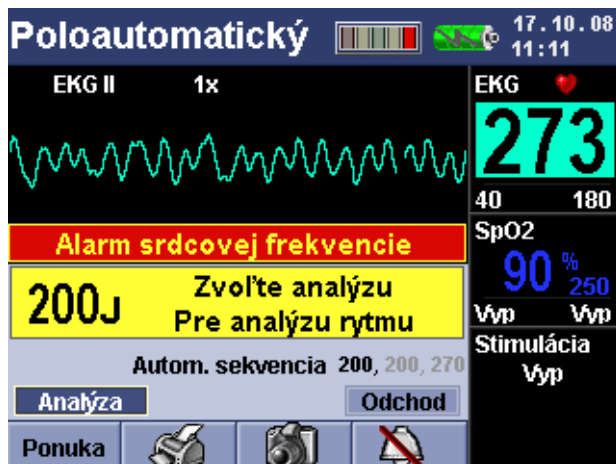 Poloautomatický
17.10.08
11:11
EKG II 1x
EKG
273
40 180
Alarm srdcovej frekvencie
SpO2
90 %
250
Vyp Vyp
200J
Zvoľte analýzu
Pre analýzu rytmu
Stimulácia
Vyp
Autom. sekvencia 200, 200, 270
Analýza Odchod
Ponuka